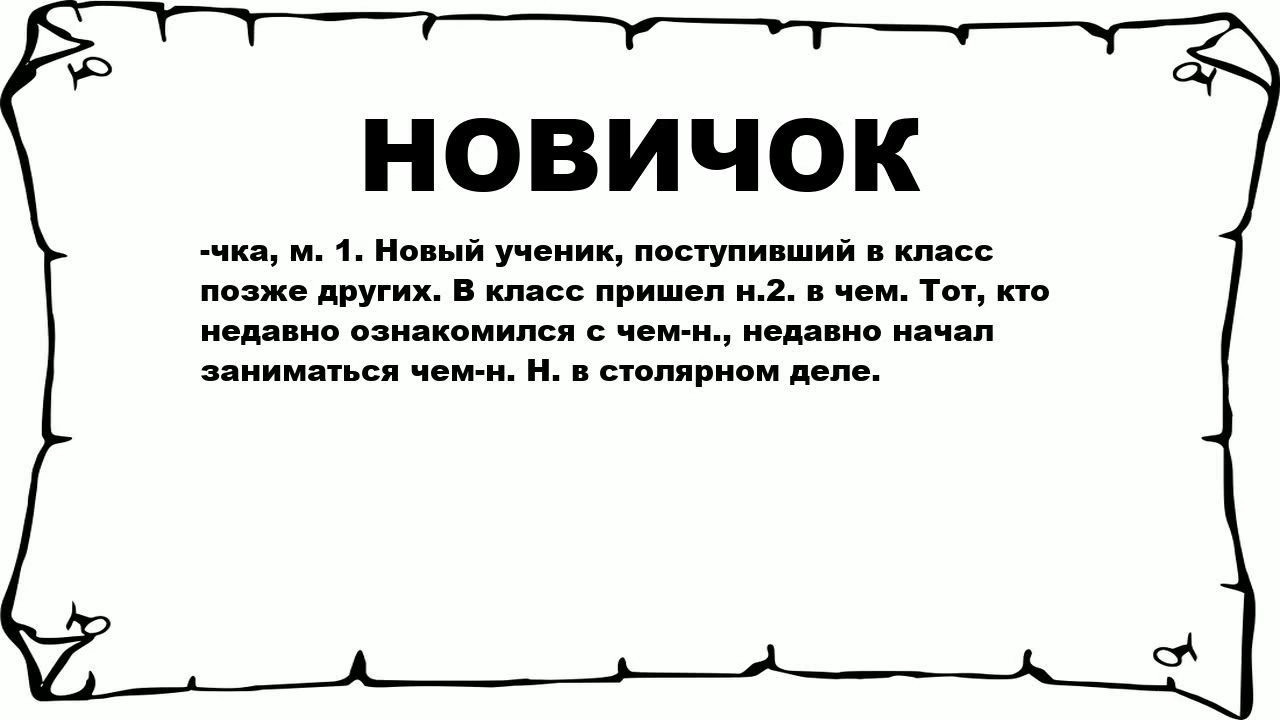 НОВИЧОК
-чка, м. 1. Новый ученик, поступивший в класс
позже других. В класс пришел н.2. в чем. Тот, кто
недавно ознакомился с чем-н., недавно начал
заниматься чем-н. Н. в столярном деле.